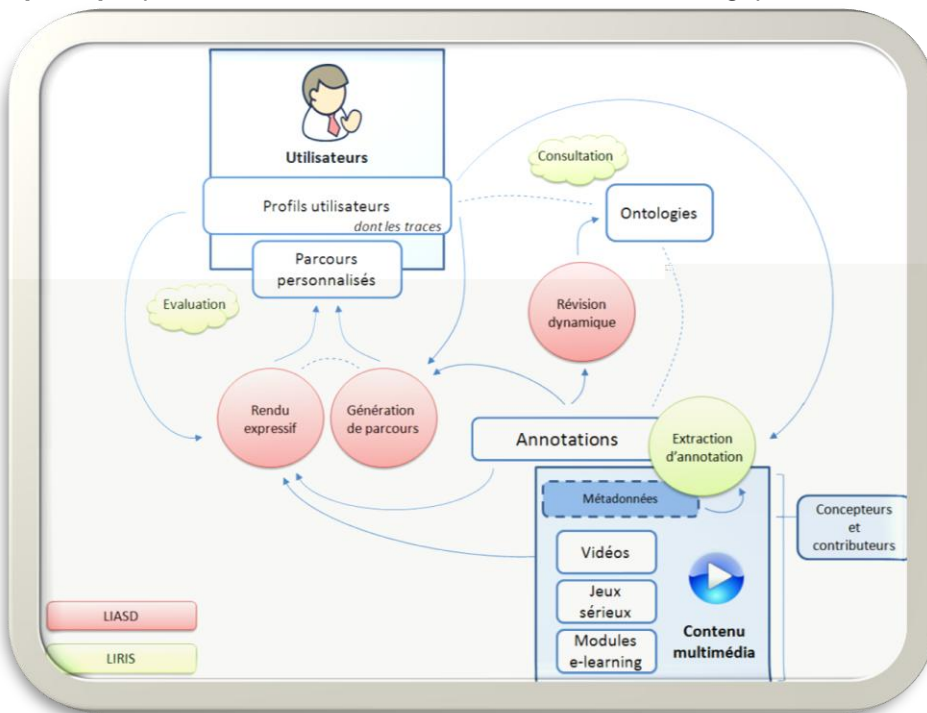 Utilisateurs
Profils utilisateurs
dont les traces
Parcours
personnalisés
Consultation
Ontologies
Evaluation
Révision
dynamique
Rendu
expressif
Génération
de parcours
Annotations
Extraction
d'annotation
Métadonnées
Vidéos
Jeux
sérieux
Modules
e-learning
Contenu
multimédia
Concepteurs
et
contributeurs
LIASD
LIRIS